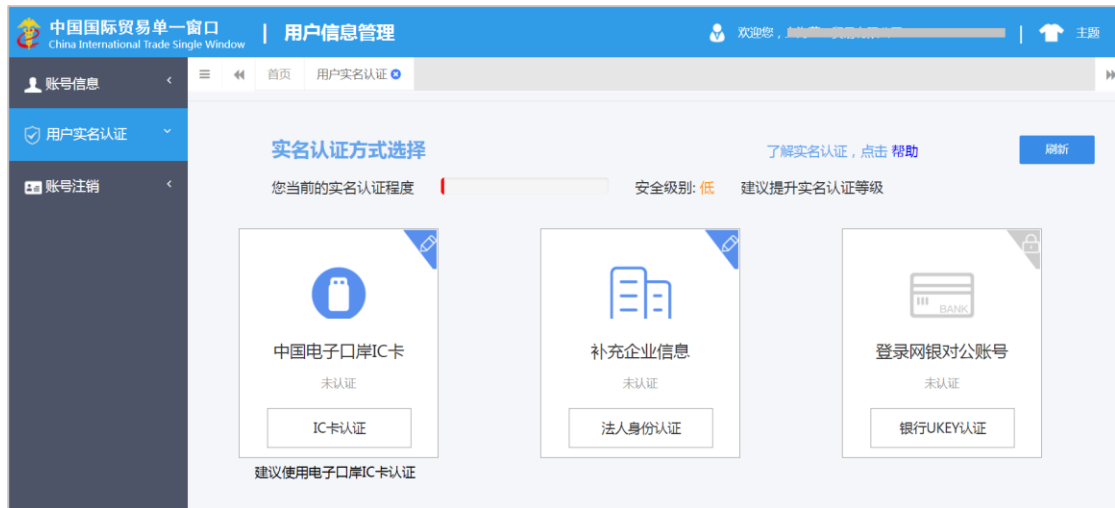 中国国际贸易单一窗口
China International Trade Single Window
用户信息管理
欢迎您，
主题
账号信息
首页
用户实名认证
用户实名认证
账号注销
实名认证方式选择
了解实名认证，点击 帮助
刷新
您当前的实名认证程度
安全级别: 低
建议提升实名认证等级
BANK
中国电子口岸IC卡
补充企业信息
登录网银对公账号
未认证
未认证
未认证
IC卡认证
法人身份认证
银行UKEY认证
建议使用电子口岸IC卡认证